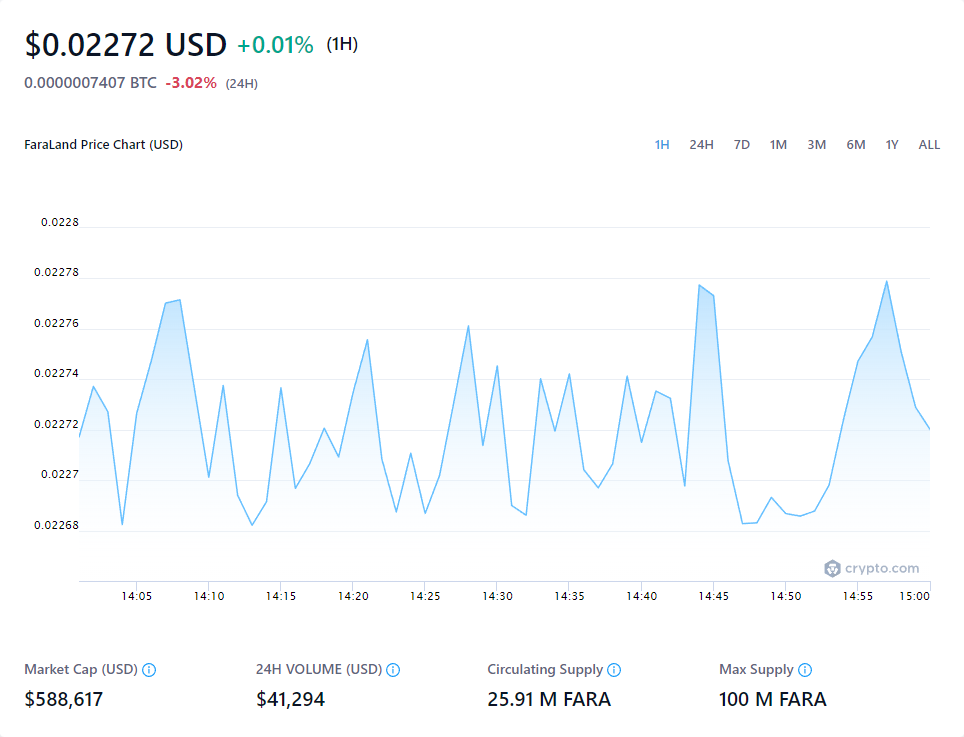 $0.02272 USD +0.01% (1H)
0.0000007407 BTC -3.02% (24H)
FaraLand Price Chart (USD) 1H 24H 7D 1M 3M 6M 1Y ALL
0.0228
0.02278
0.02276
0.02274
0.02272
0.0227
0.02268
crypto.com
14:05 14:10 14:15 14:20 14:25 14:30 14:35 14:40 14:45 14:50 14:55 15:00
Market Cap (USD) 24H VOLUME (USD) Circulating Supply Max Supply
$588,617 $41,294 25.91 M FARA 100 M FARA